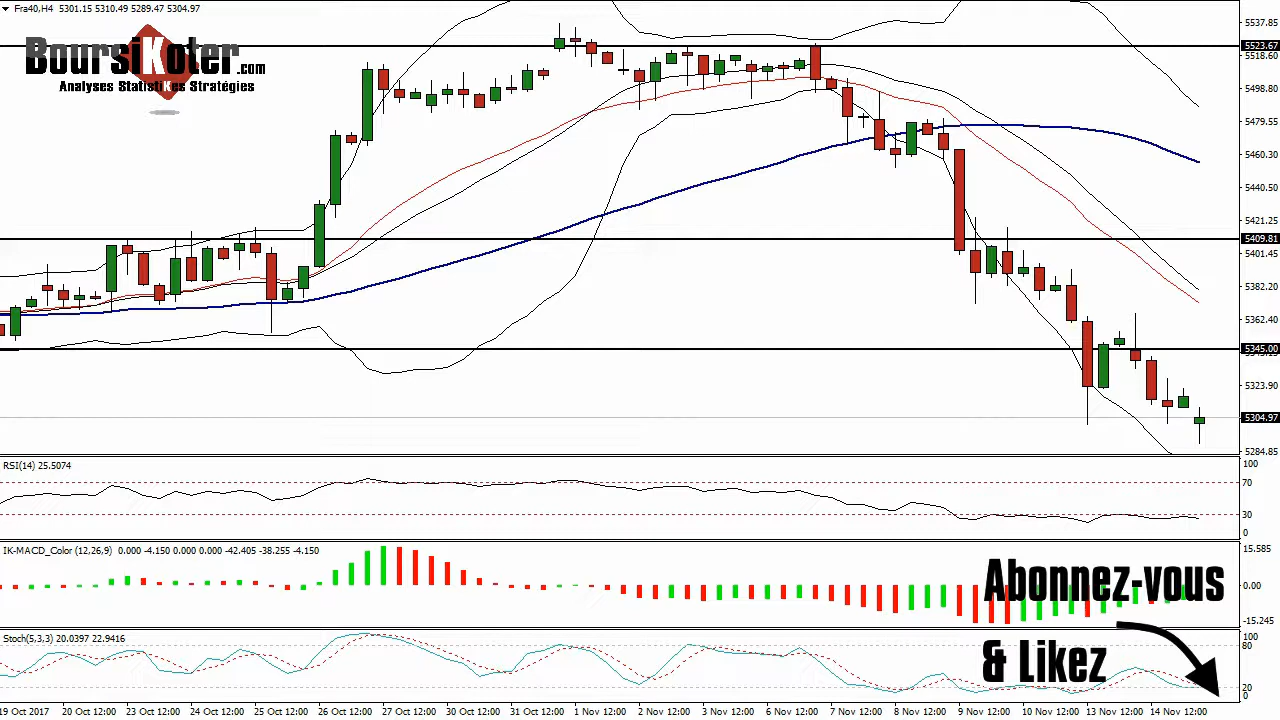 Fra40,H4 5301.15 5310.49 5289.47 5304.97
BoursiKoter.com
Analyses StatistiKes Stratégies
5537.85
5523.67
5518.60
5498.80
5479.55
5460.30
5440.50
5421.25
5409.81
5401.45
5382.20
5362.40
5345.00
5323.90
5304.97
5284.85
RSI(14) 25.5074
100
70
30
0
IK-MACD_Color (12,26,9) 0.000 -4.150 0.000 0.000 -42.405 -38.255 -4.150
15.585
0.00
-15.245
Abonnez-vous
& Likez
Stoch(5,3,3) 20.0397 22.9416
100
80
20
0
19 Oct 2017
20 Oct 12:00
23 Oct 12:00
24 Oct 12:00
25 Oct 12:00
26 Oct 12:00
27 Oct 12:00
30 Oct 12:00
31 Oct 12:00
1 Nov 12:00
2 Nov 12:00
3 Nov 12:00
6 Nov 12:00
7 Nov 12:00
8 Nov 12:00
9 Nov 12:00
10 Nov 12:00
13 Nov 12:00
14 Nov 12:00